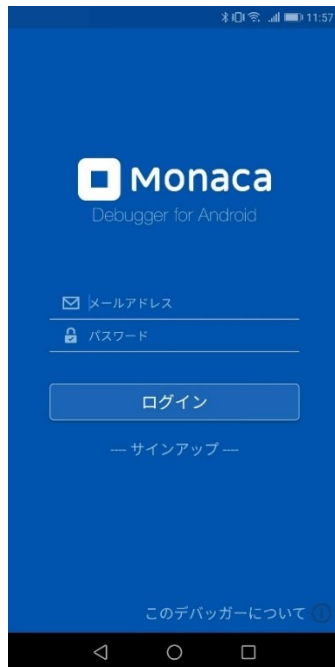 11:57
Monaca
Debugger for Android
メールアドレス
パスワード
ログイン
---- サインアップ ----
このデバッガーについて